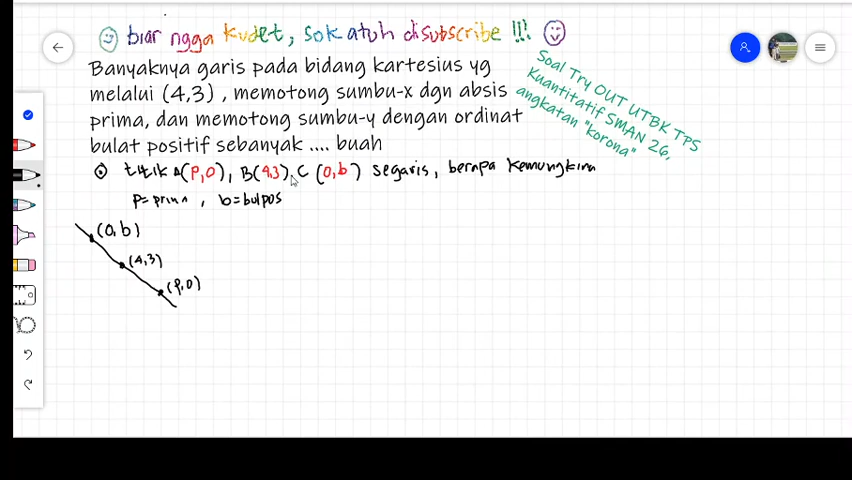 biar ngga kudet, sok atuh disubscribe !!!
Banyaknya garis pada bidang kartesius yg
melalui (4,3) , memotong sumbu-x dgn absis
prima, dan memotong sumbu-y dengan ordinat
bulat positif sebanyak .... buah
Soal Try OUT UTBK TPS
Kuantitatif SMAN 26,
angkatan "korona"
titik A(P,0), B(4,3), C (0,b) segaris, berapa kemungkinan
P=prima , b=bulpos
(0,b)
(4,3)
(P,0)